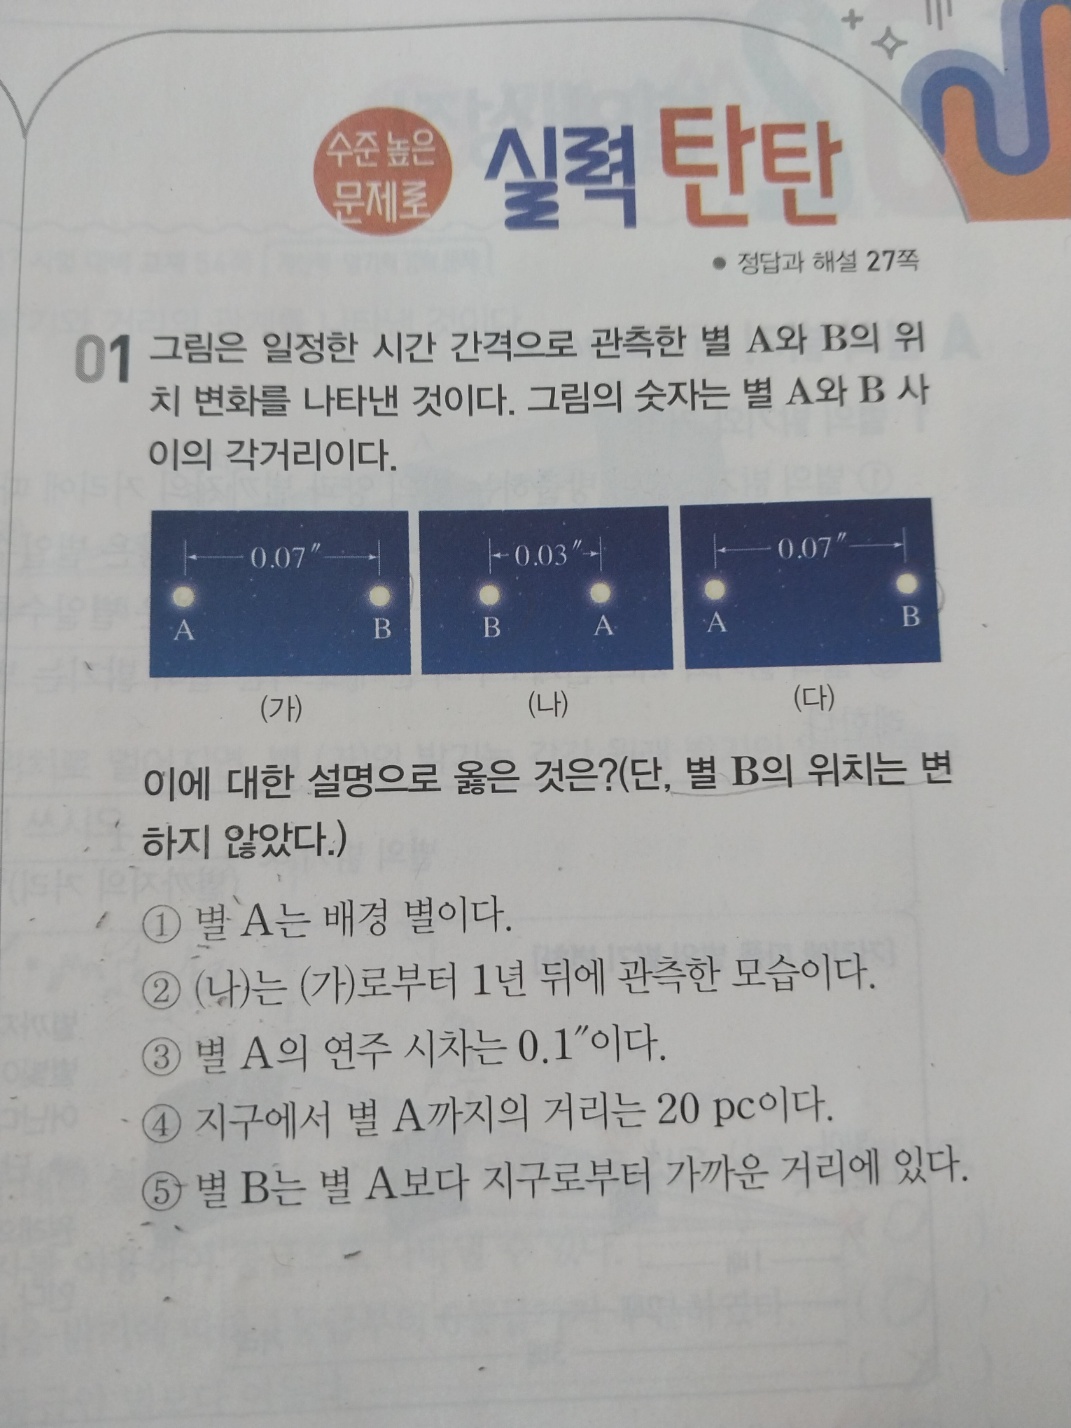 수준 높은
문제로
실력 탄탄
● 정답과 해설 27쪽
01 그림은 일정한 시간 간격으로 관측한 별 A와 B의 위
치 변화를 나타낸 것이다. 그림의 숫자는 별 A와 B 사
이의 각거리이다.
0.07″ 0.03″ 0.07″
A B B A A B
(가) (나) (다)
이에 대한 설명으로 옳은 것은?(단, 별 B의 위치는 변
하지 않았다.)
① 별 A는 배경 별이다.
② (나)는 (가)로부터 1년 뒤에 관측한 모습이다.
③ 별 A의 연주 시차는 0.1″이다.
④ 지구에서 별 A까지의 거리는 20 pc이다.
⑤ 별 B는 별 A보다 지구로부터 가까운 거리에 있다.